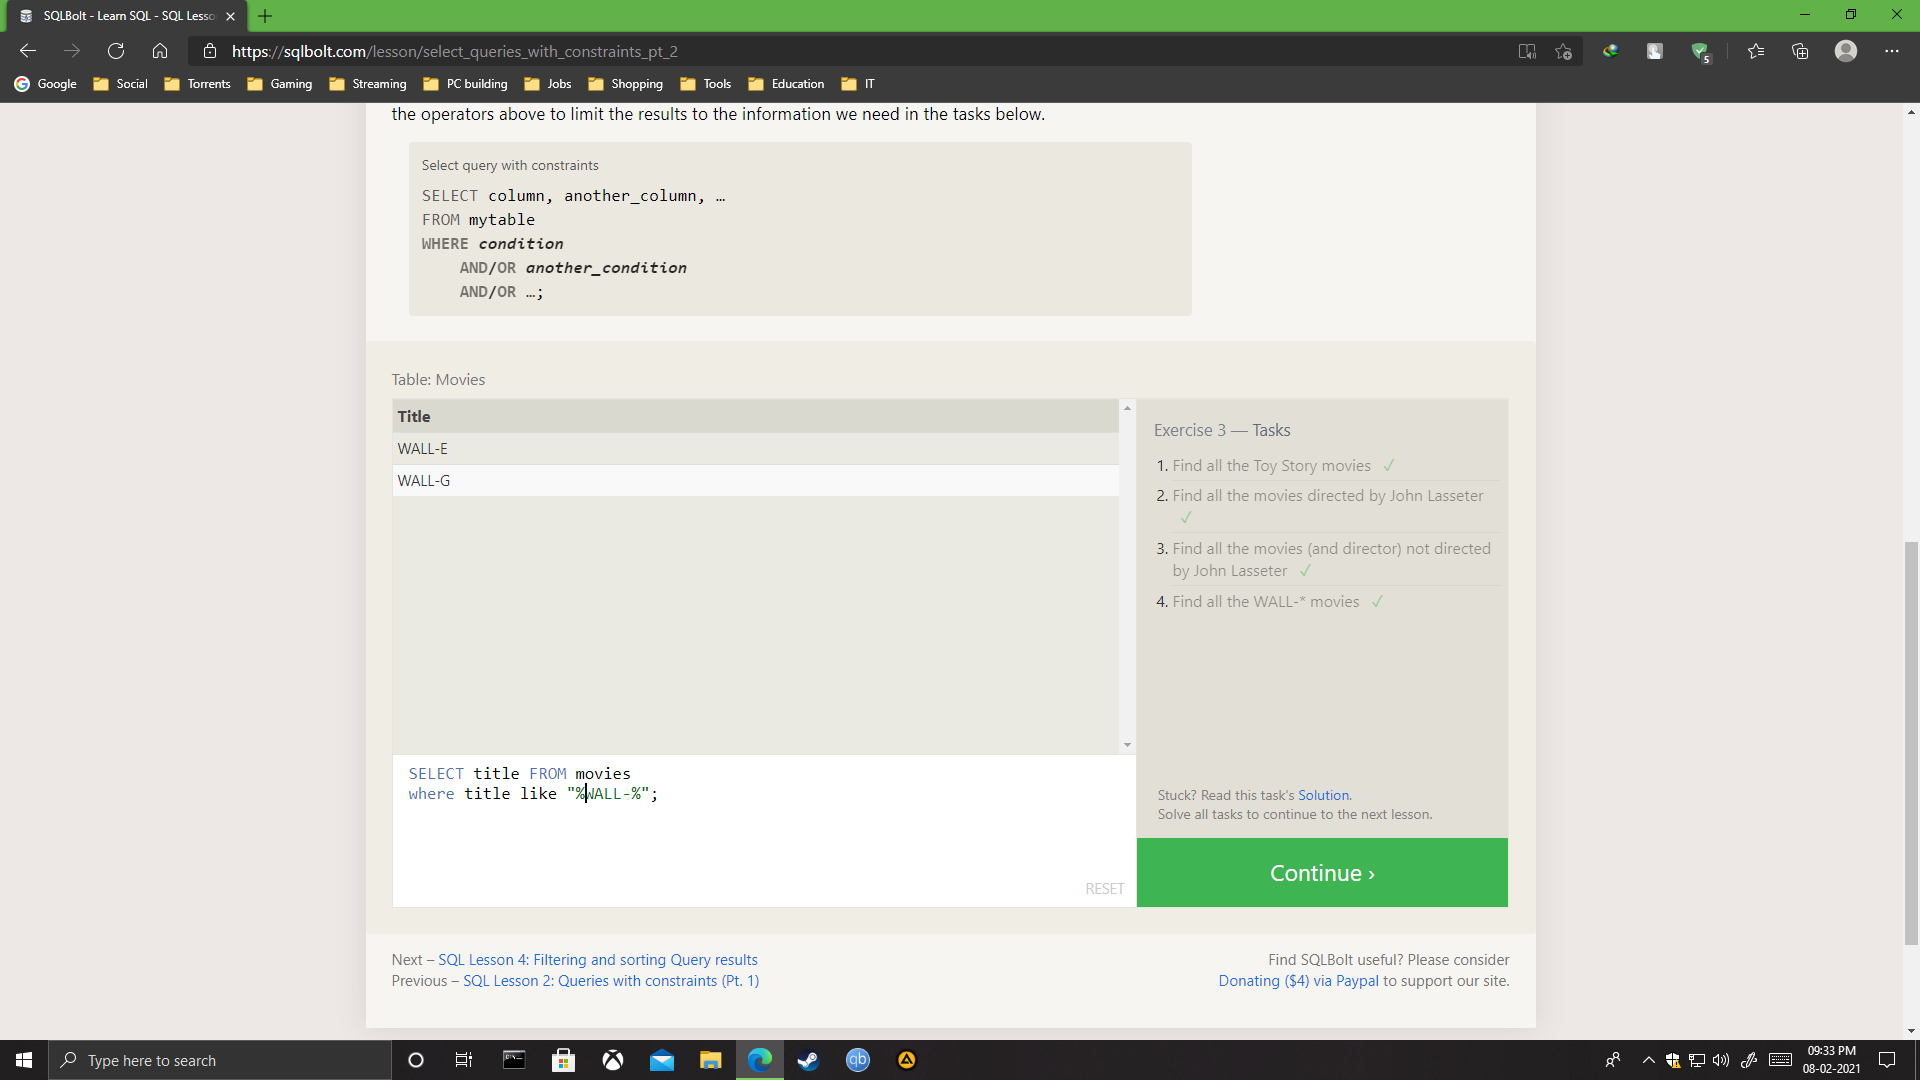 SQLBolt - Learn SQL - SQL Lesso
https://sqlbolt.com/lesson/select_queries_with_constraints_pt_2
5
Google Social Torrents Gaming Streaming PC building Jobs Shopping Tools Education IT
the operators above to limit the results to the information we need in the tasks below.
Select query with constraints
SELECT column, another_column, …
FROM mytable
WHERE condition
AND/OR another_condition
AND/OR …;
Table: Movies
Title
WALL-E
WALL-G
SELECT title FROM movies
where title like "%WALL-%";
RESET
Exercise 3 — Tasks
1. Find all the Toy Story movies ✓
2. Find all the movies directed by John Lasseter
✓
3. Find all the movies (and director) not directed
by John Lasseter ✓
4. Find all the WALL-* movies ✓
Stuck? Read this task's Solution.
Solve all tasks to continue to the next lesson.
Continue ›
Next – SQL Lesson 4: Filtering and sorting Query results
Previous – SQL Lesson 2: Queries with constraints (Pt. 1)
Find SQLBolt useful? Please consider
Donating ($4) via Paypal to support our site.
Type here to search
qb
09:33 PM
08-02-2021